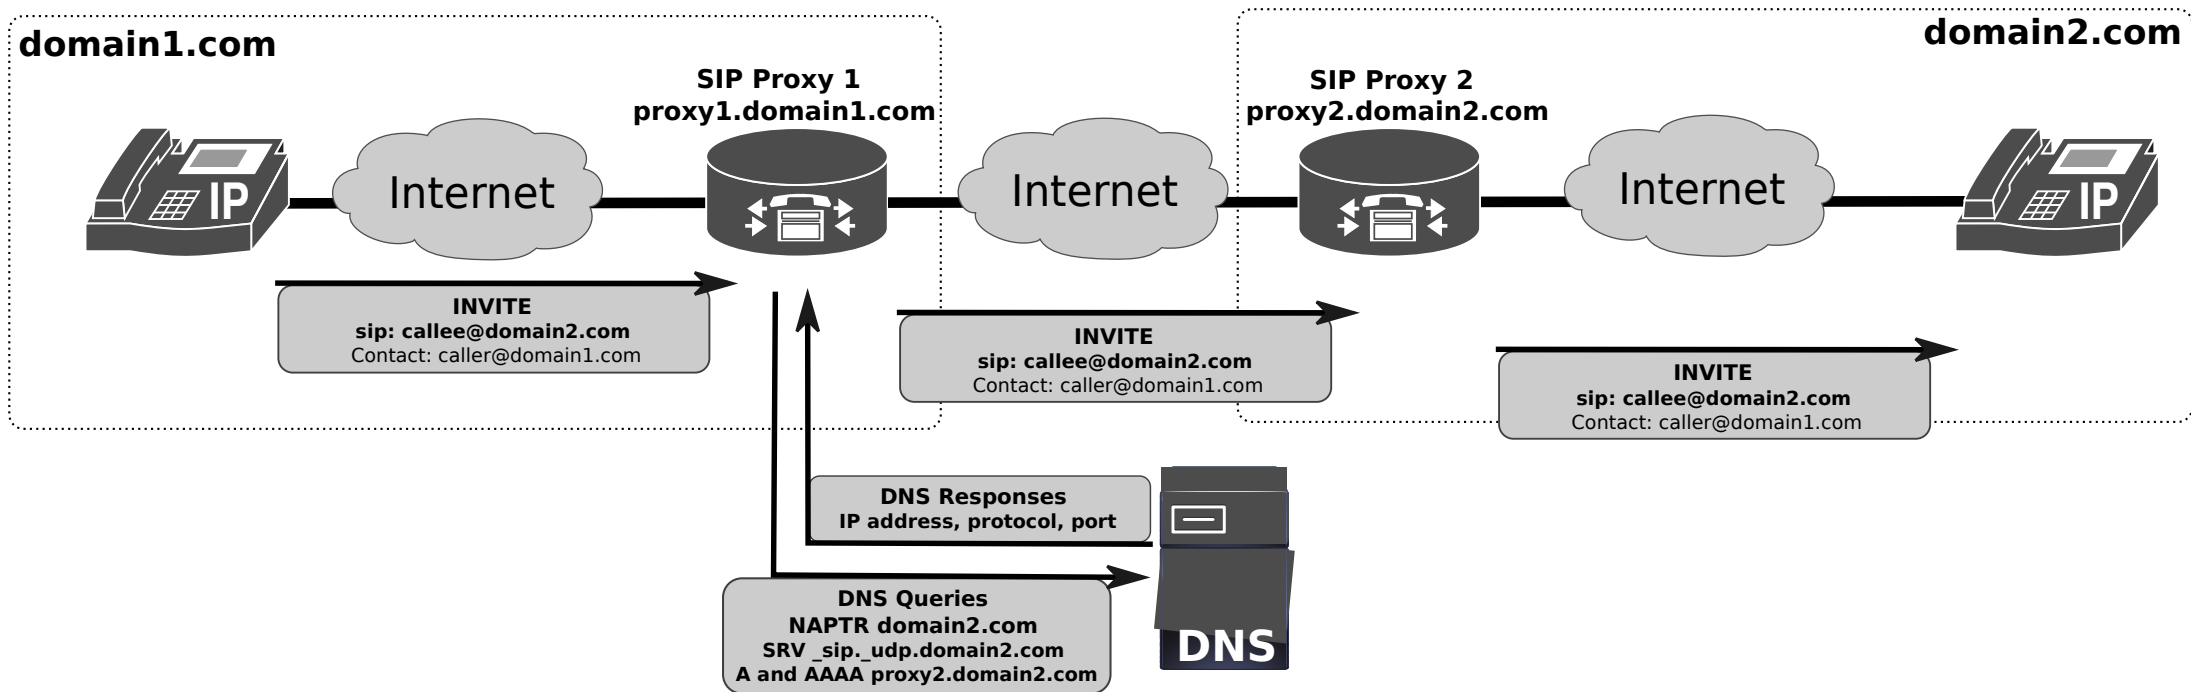 domain1.com
domain2.com
SIP Proxy 1
proxy1.domain1.com
SIP Proxy 2
proxy2.domain2.com
IP
Internet
Internet
Internet
IP
INVITE
sip: callee@domain2.com
Contact: caller@domain1.com
INVITE
sip: callee@domain2.com
Contact: caller@domain1.com
INVITE
sip: callee@domain2.com
Contact: caller@domain1.com
DNS Responses
IP address, protocol, port
DNS Queries
NAPTR domain2.com
SRV _sip._udp.domain2.com
A and AAAA proxy2.domain2.com
DNS